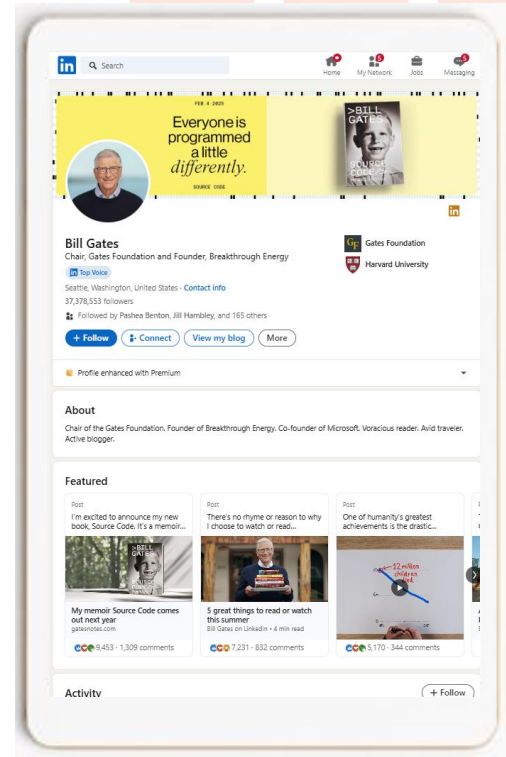 in
Search
Home
My Network
Jobs
Messaging
FEB 4 2025
Everyone is
programmed
a little
differently.
SOURCE CODE
>BILL
GATES
SOURCE
CODE
in
Bill Gates
Chair, Gates Foundation and Founder, Breakthrough Energy
in Top Voice
Seattle, Washington, United States · Contact info
37,378,553 followers
Followed by Pashea Benton, Jill Hambley, and 165 others
+ Follow
Connect
View my blog
More
GF Gates Foundation
Harvard University
Profile enhanced with Premium
About
Chair of the Gates Foundation. Founder of Breakthrough Energy. Co-founder of Microsoft. Voracious reader. Avid traveler.
Active blogger.
Featured
Post
I'm excited to announce my new
book, Source Code. It's a memoir...
>BILL
GATES
My memoir Source Code comes
out next year
gatesnotes.com
9,453 · 1,309 comments
Post
There's no rhyme or reason to why
I choose to watch or read...
5 great things to read or watch
this summer
Bill Gates on LinkedIn • 4 min read
7,231 · 832 comments
Post
One of humanity's greatest
achievements is the drastic...
12 million
children
5,170 · 344 comments
Activity
+ Follow